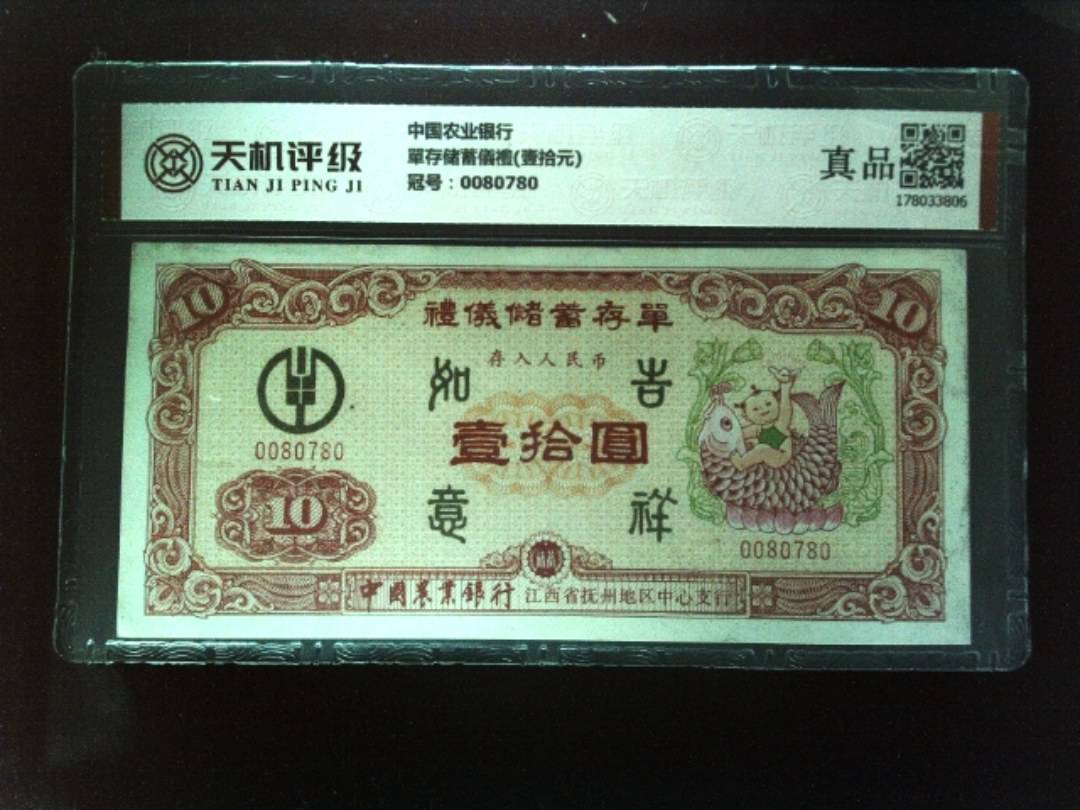 天机评级
TIAN JI PING JI
中国农业银行
單存储蓄儀禮(壹拾元)
冠号：0080780
真品
178033806
10
10
禮儀儲蓄存單
存入人民币
如 吉
壹拾圓
意 祥
0080780
10
0080780
中國農業銀行 江西省抚州地区中心支行